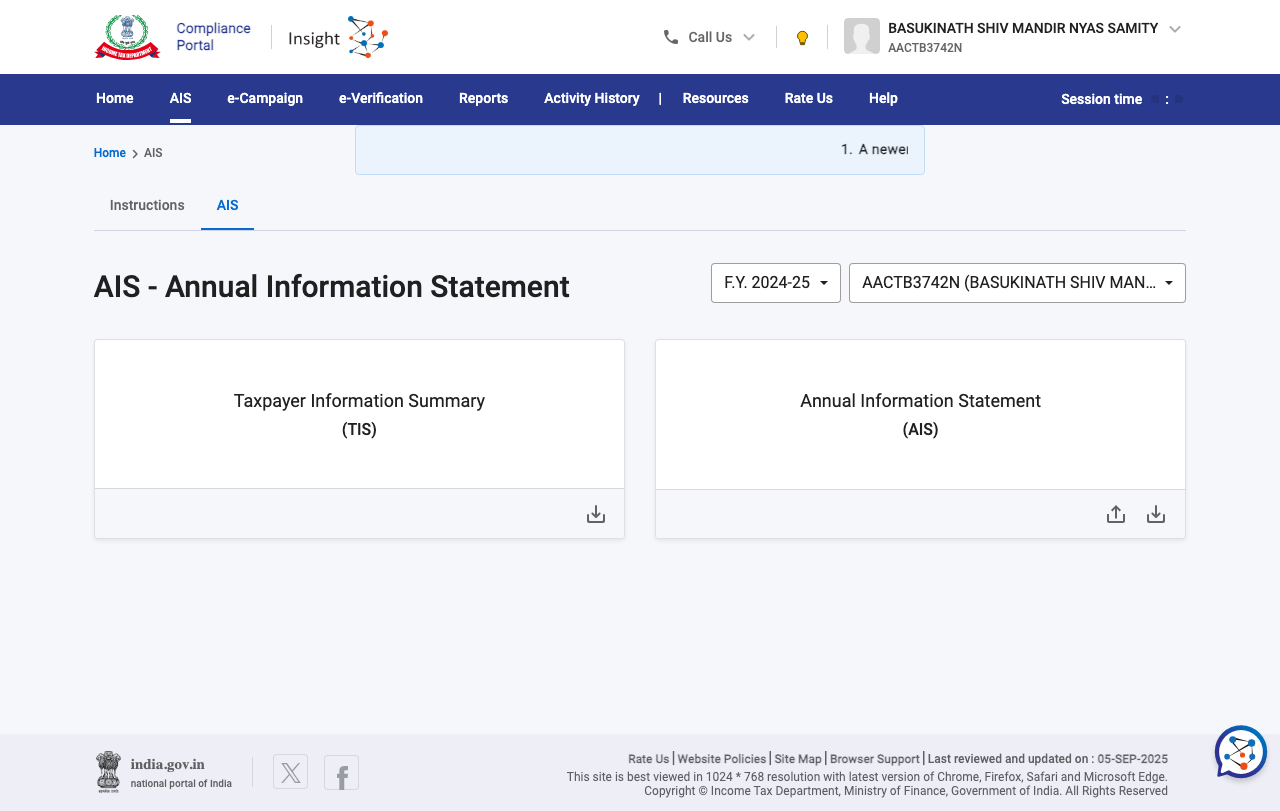 Compliance
Portal
Insight
Call Us
BASUKINATH SHIV MANDIR NYAS SAMITY
AACTB3742N
INCOME TAX DEPARTMENT
Home AIS e-Campaign e-Verification Reports Activity History | Resources Rate Us Help Session time :
Home > AIS
1. A newer
Instructions AIS
AIS - Annual Information Statement
F.Y. 2024-25
AACTB3742N (BASUKINATH SHIV MAN...
Taxpayer Information Summary
(TIS)
Annual Information Statement
(AIS)
india.gov.in
national portal of India
Rate Us | Website Policies | Site Map | Browser Support | Last reviewed and updated on : 05-SEP-2025
This site is best viewed in 1024 * 768 resolution with latest version of Chrome, Firefox, Safari and Microsoft Edge.
Copyright © Income Tax Department, Ministry of Finance, Government of India. All Rights Reserved